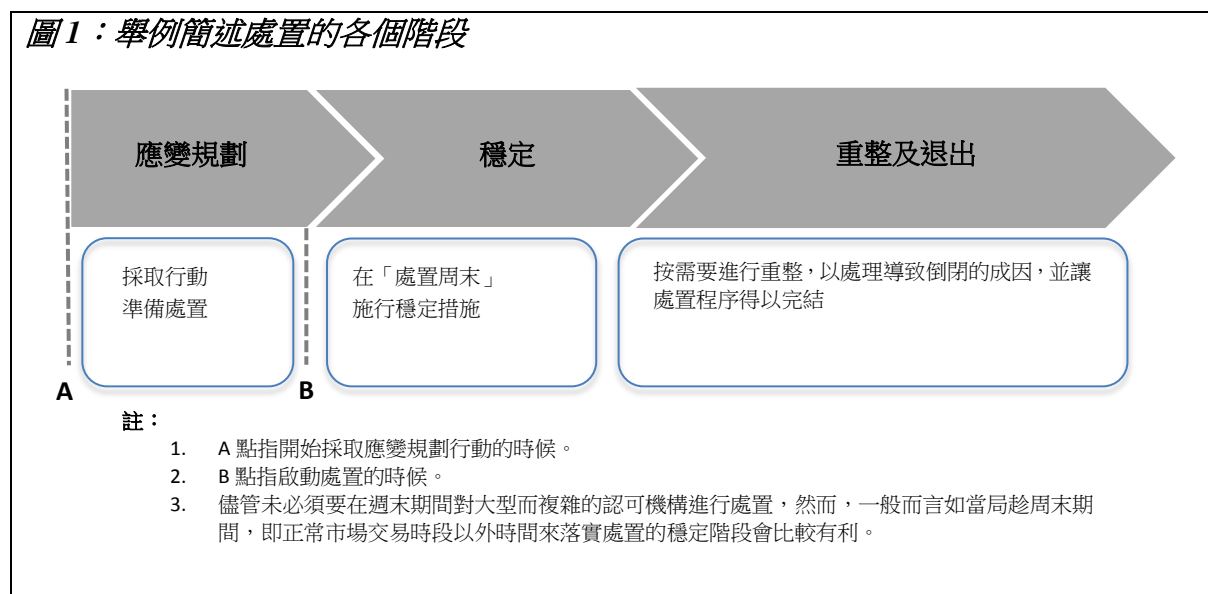 圖 1：舉例簡述處置的各個階段
應變規劃
穩定
重整及退出
採取行動
準備處置
在「處置周末」
施行穩定措施
按需要進行重整，以處理導致倒閉的成因，並讓
處置程序得以完結
A
B
註：
1. A 點指開始採取應變規劃行動的時候。
2. B 點指啟動處置的時候。
3. 儘管未必須要在週末期間對大型而複雜的認可機構進行處置，然而，一般而言如當局趁周末期
間，即正常市場交易時段以外時間來落實處置的穩定階段會比較有利。